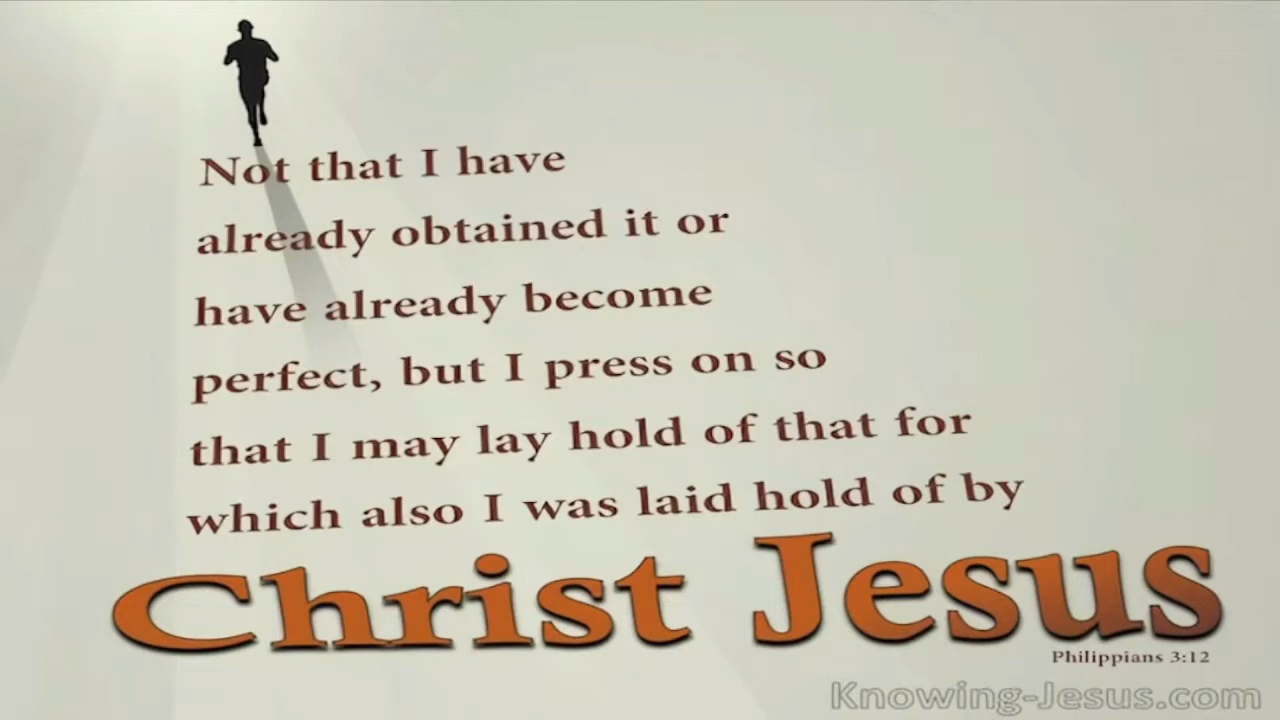 Not that I have
already obtained it or
have already become
perfect, but I press on so
that I may lay hold of that for
which also I was laid hold of by
Christ Jesus
Philippians 3:12
Knowing-Jesus.com